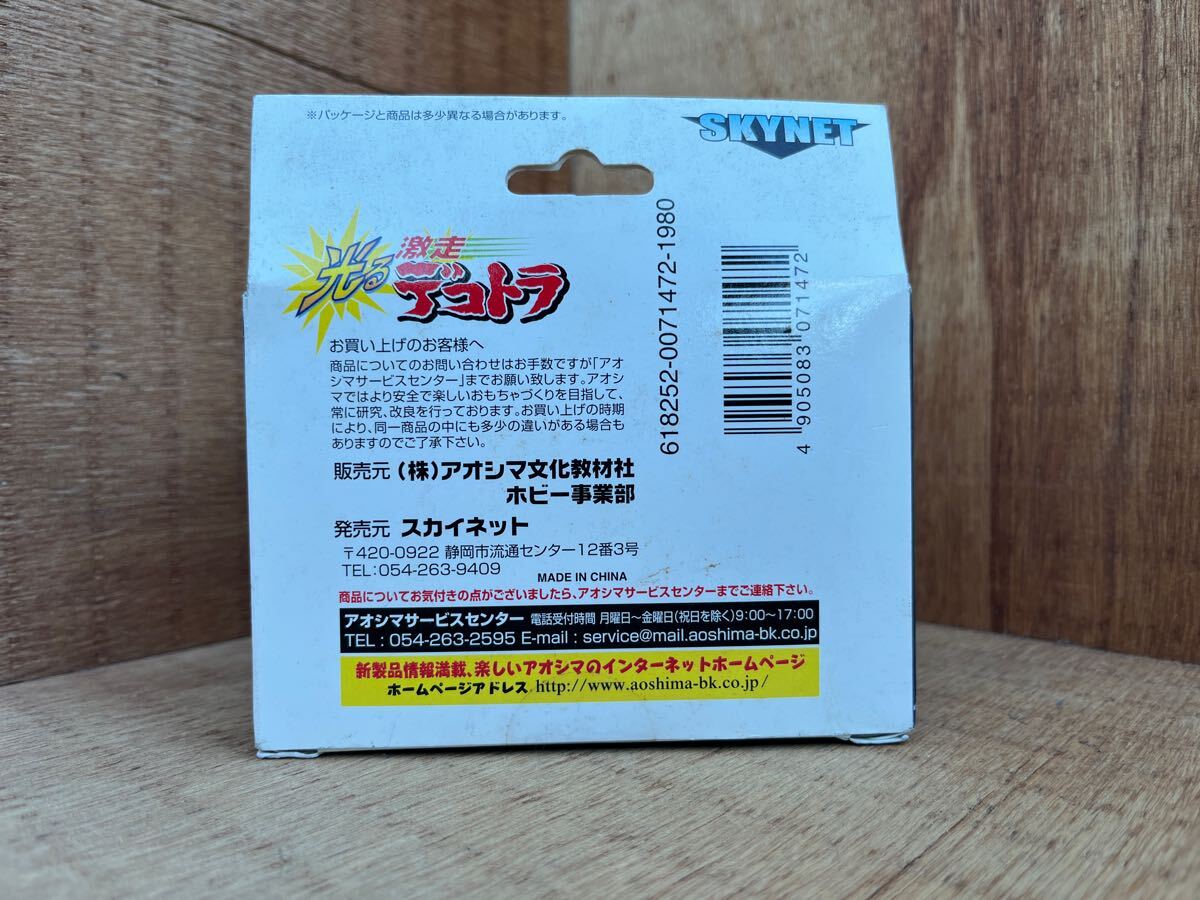 ※パッケージと商品は多少異なる場合があります。
SKYNET
光る
激走
デコトラ
お買い上げのお客様へ
商品についてのお問い合わせはお手数ですが「アオ
シマサービスセンター」までお願い致します。アオシ
マではより安全で楽しいおもちゃづくりを目指して、
常に研究、改良を行っております。お買い上げの時期
により、同一商品の中にも多少の違いがある場合も
ありますのでご了承下さい。
販売元 (株)アオシマ文化教材社
ホビー事業部
発売元 スカイネット
〒420-0922 静岡市流通センター12番3号
TEL:054-263-9409
MADE IN CHINA
商品についてお気付きの点がございましたら、アオシマサービスセンターまでご連絡下さい。
アオシマサービスセンター 電話受付時間 月曜日~金曜日(祝日を除く)9:00~17:00
TEL:054-263-2595 E-mail:service@mail.aoshima-bk.co.jp
新製品情報満載、楽しいアオシマのインターネットホームページ
ホームページアドレス http://www.aoshima-bk.co.jp/
618252-0071472-1980
4 905083 071472